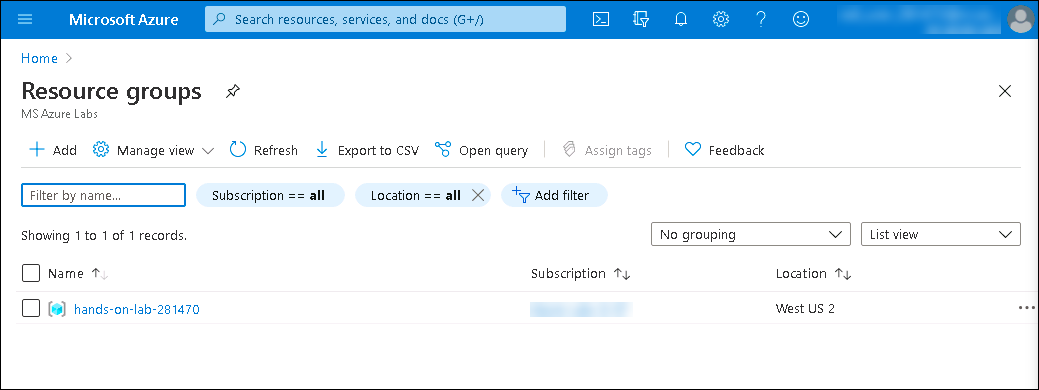 Microsoft Azure Search resources, services, and docs (G+/)
Home
Resource groups
MS Azure Labs
Add Manage view Refresh Export to CSV Open query Assign tags Feedback
Filter by name... Subscription == all Location == all Add filter
Showing 1 to 1 of 1 records. No grouping List view
Name Subscription Location
hands-on-lab-281470 West US 2